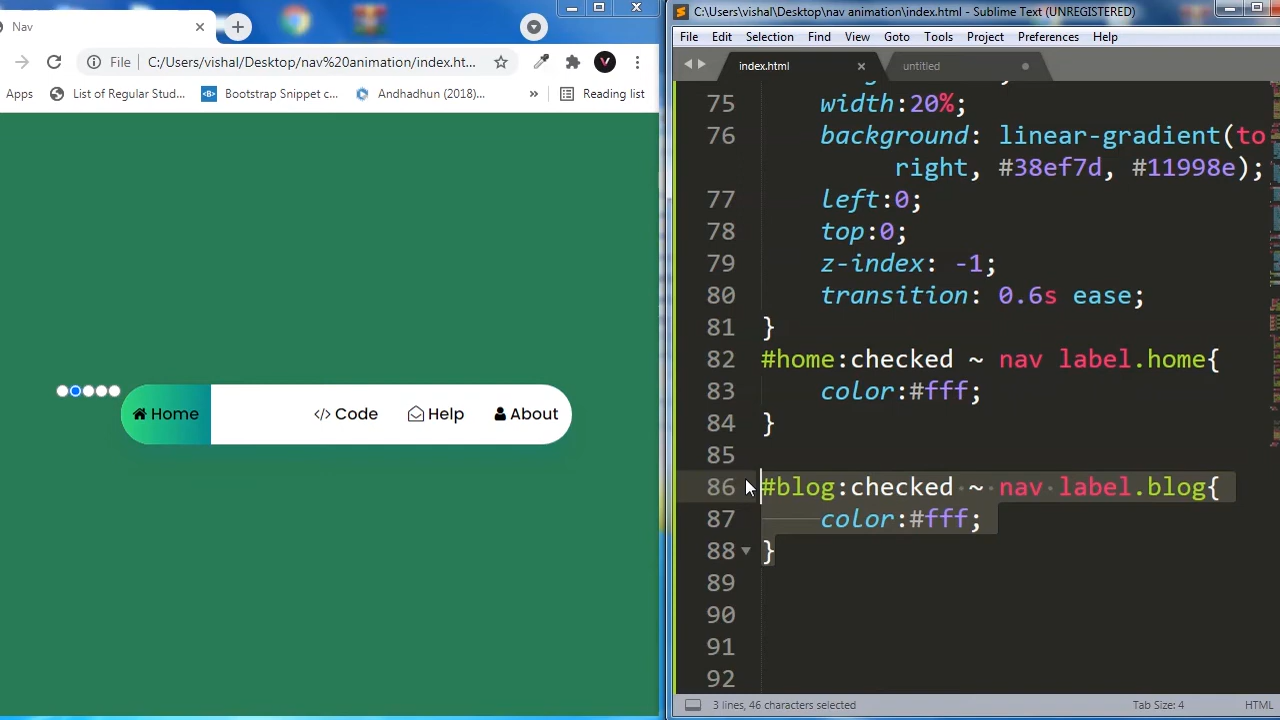 Nav
File
C:/Users/vishal/Desktop/nav%20animation/index.ht...
V
Apps
List of Regular Stud...
Bootstrap Snippet c...
Andhadhun (2018)...
»
Reading list
Home
Code
Help
About
C:\Users\vishal\Desktop\nav animation\index.html - Sublime Text (UNREGISTERED)
File Edit Selection Find View Goto Tools Project Preferences Help
index.html
untitled
75 width:20%;
76 background: linear-gradient(to
right, #38ef7d, #11998e);
77 left:0;
78 top:0;
79 z-index: -1;
80 transition: 0.6s ease;
81 }
82 #home:checked ~ nav label.home{
83 color:#fff;
84 }
85
86 #blog:checked ~ nav label.blog{
87 color:#fff;
88 }
89
90
91
92
3 lines, 46 characters selected
Tab Size: 4
HTML